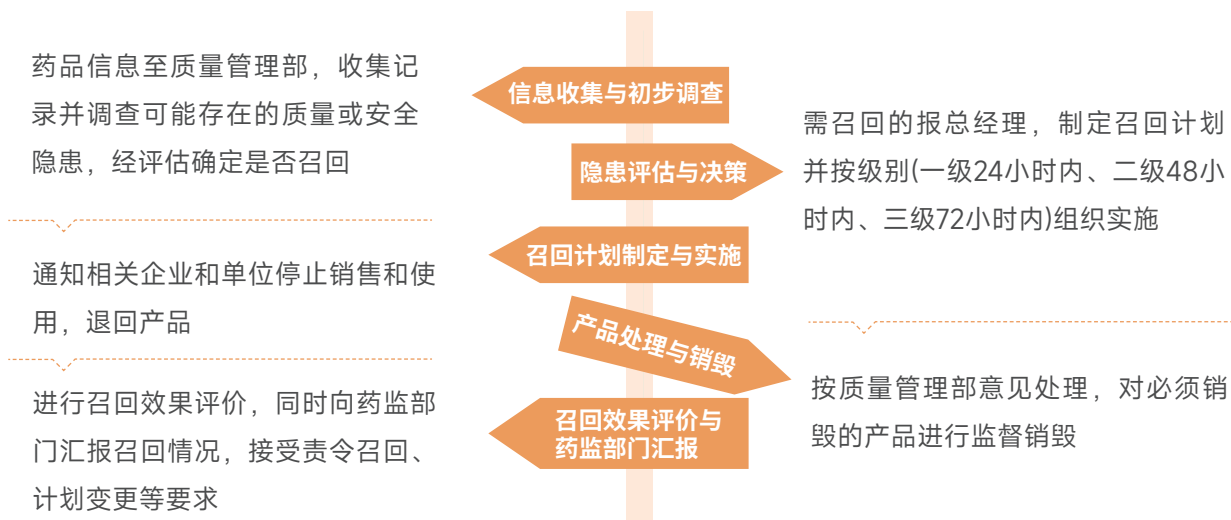 药品信息至质量管理部，收集记
录并调查可能存在的质量或安全
隐患，经评估确定是否召回
信息收集与初步调查
隐患评估与决策
需召回的报总经理，制定召回计划
并按级别(一级24小时内、二级48小
时内、三级72小时内)组织实施
召回计划制定与实施
通知相关企业和单位停止销售和使
用，退回产品
产品处理与销毁
按质量管理部意见处理，对必须销
毁的产品进行监督销毁
召回效果评价与
药监部门汇报
进行召回效果评价，同时向药监部
门汇报召回情况，接受责令召回、
计划变更等要求